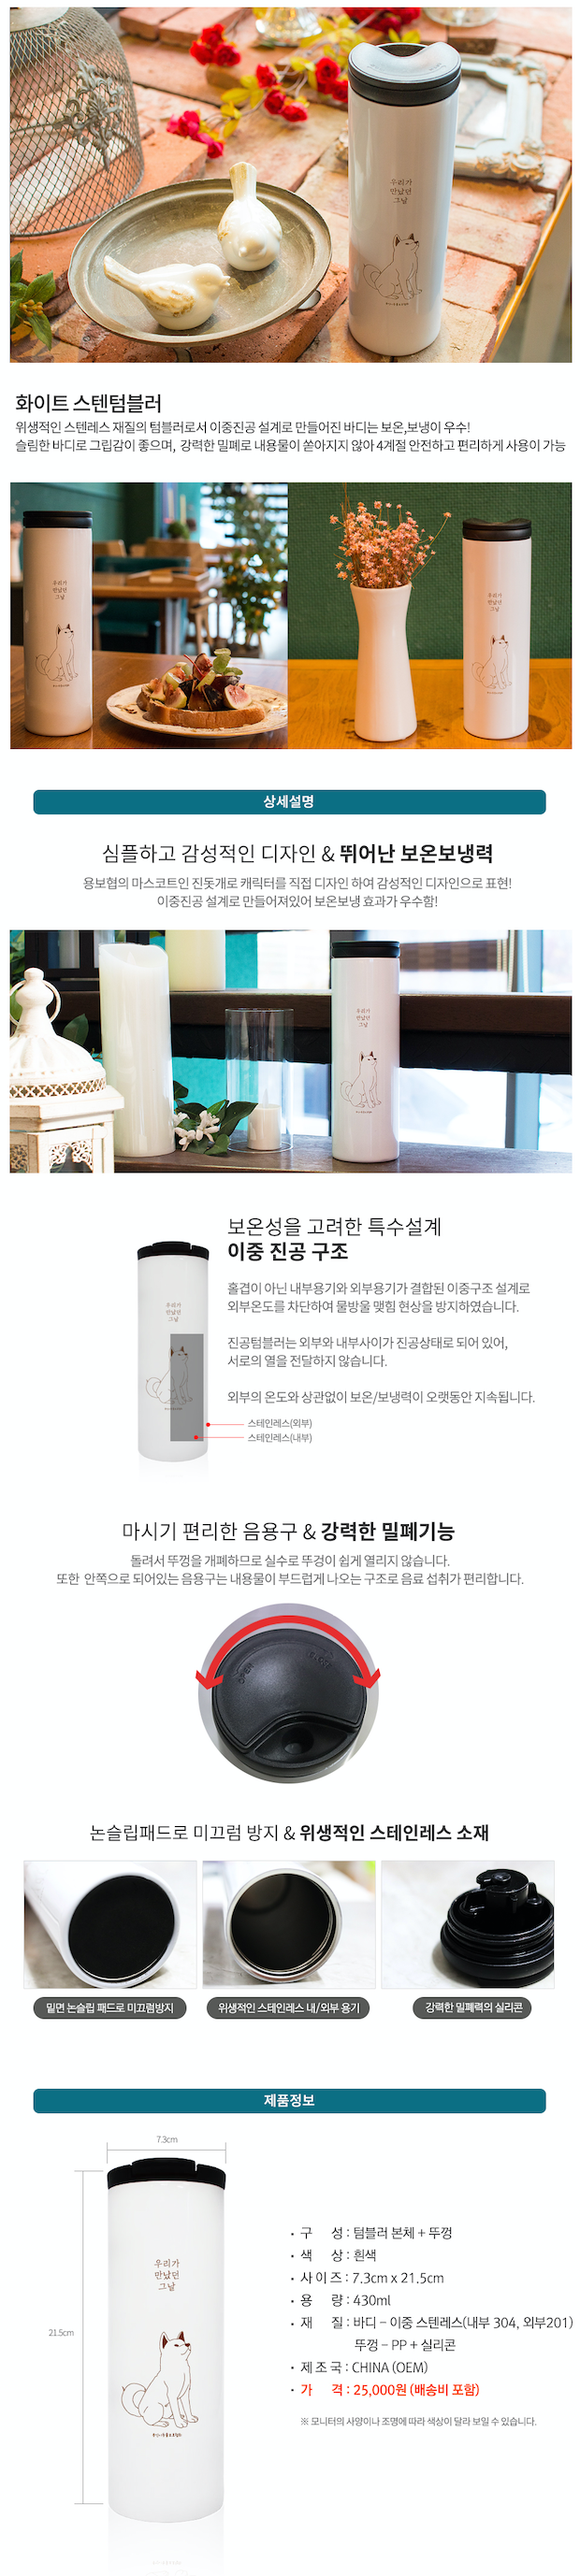 우리가
만났던
그날
화이트 스텐텀블러
위생적인 스텐레스 재질의 텀블러로서 이중진공 설계로 만들어진 바디는 보온,보냉이 우수!
슬림한 바디로 그립감이 좋으며, 강력한 밀폐로 내용물이 쏟아지지 않아 4계절 안전하고 편리하게 사용이 가능
우리가
만났던
그날
우리가
만났던
그날
상세설명
심플하고 감성적인 디자인 & 뛰어난 보온보냉력
용보협의 마스코트인 진돗개로 캐릭터를 직접 디자인 하여 감성적인 디자인으로 표현!
이중진공 설계로 만들어져있어 보온보냉 효과가 우수함!
우리가
만났던
그날
보온성을 고려한 특수설계
이중 진공 구조
홀겹이 아닌 내부용기와 외부용기가 결합된 이중구조 설계로
외부온도를 차단하여 물방울 맺힘 현상을 방지하였습니다.
진공텀블러는 외부와 내부사이가 진공상태로 되어 있어,
서로의 열을 전달하지 않습니다.
외부의 온도와 상관없이 보온/보냉력이 오랫동안 지속됩니다.
우리가
만났던
그날
스테인레스(외부)
스테인레스(내부)
마시기 편리한 음용구 & 강력한 밀폐기능
돌려서 뚜껑을 개폐하므로 실수로 뚜겅이 쉽게 열리지 않습니다.
또한 안쪽으로 되어있는 음용구는 내용물이 부드럽게 나오는 구조로 음료 섭취가 편리합니다.
OPEN
논슬립패드로 미끄럼 방지 & 위생적인 스테인레스 소재
밑면 논슬립 패드로 미끄럼방지
위생적인 스테인레스 내/외부 용기
강력한 밀폐력의 실리콘
제품정보
7.3cm
21.5cm
우리가
만났던
그날
· 구 성 : 텀블러 본체 + 뚜껑
· 색 상 : 흰색
· 사 이 즈 : 7.3cm x 21.5cm
· 용 량 : 430ml
· 재 질 : 바디 – 이중 스텐레스(내부 304, 외부201)
뚜껑 – PP + 실리콘
· 제 조 국 : CHINA (OEM)
· 가 격 : 25,000원 (배송비 포함)
※ 모니터의 사양이나 조명에 따라 색상이 달라 보일 수 있습니다.